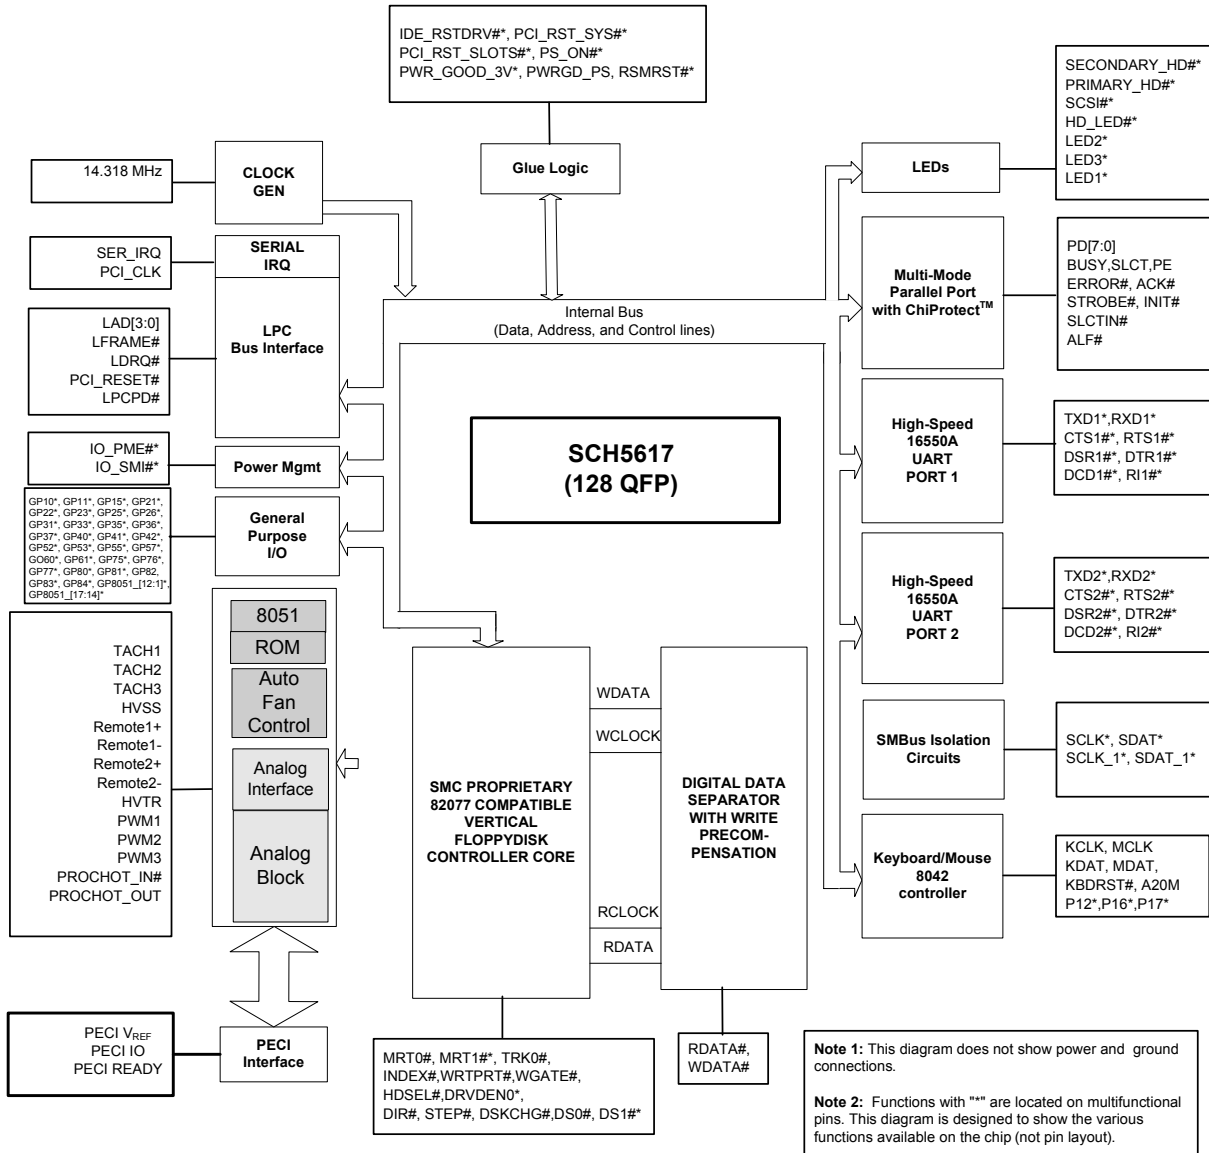 IDE_RSTDRV#*, PCI_RST_SYS#*
PCI_RST_SLOTS#*, PS_ON#*
PWR_GOOD_3V*, PWRGD_PS, RSMRST#*
SECONDARY_HD#*
PRIMARY_HD#*
SCSI#*
HD_LED#*
LED2*
LED3*
LED1*
14.318 MHz
CLOCK
GEN
Glue Logic
LEDs
SER_IRQ
PCI_CLK
SERIAL
IRQ
LAD[3:0]
LFRAME#
LDRQ#
PCI_RESET#
LPCPD#
LPC
Bus Interface
Internal Bus
(Data, Address, and Control lines)
Multi-Mode
Parallel Port
with ChiProtect™
PD[7:0]
BUSY,SLCT,PE
ERROR#, ACK#
STROBE#, INIT#
SLCTIN#
ALF#
SCH5617
(128 QFP)
High-Speed
16550A
UART
PORT 1
TXD1*,RXD1*
CTS1#*, RTS1#*
DSR1#*, DTR1#*
DCD1#*, RI1#*
IO_PME#*
IO_SMI#*
Power Mgmt
GP10*, GP11*, GP15*, GP21*,
GP22*, GP23*, GP25*, GP26*,
GP31*, GP33*, GP35*, GP36*,
GP37*, GP40*, GP41*, GP42*,
GP52*, GP53*, GP55*, GP57*,
GO60*, GP61*, GP75*, GP76*,
GP77*, GP80*, GP81*, GP82,
GP83*, GP84*, GP8051_[12:1]*,
GP8051_[17:14]*
General
Purpose
I/O
High-Speed
16550A
UART
PORT 2
TXD2*,RXD2*
CTS2#*, RTS2#*
DSR2#*, DTR2#*
DCD2#*, RI2#*
TACH1
TACH2
TACH3
HVSS
Remote1+
Remote1-
Remote2+
Remote2-
HVTR
PWM1
PWM2
PWM3
PROCHOT_IN#
PROCHOT_OUT
8051
ROM
Auto
Fan
Control
Analog
Interface
Analog
Block
SMC PROPRIETARY
82077 COMPATIBLE
VERTICAL
FLOPPYDISK
CONTROLLER CORE
WDATA
WCLOCK
RCLOCK
RDATA
DIGITAL DATA
SEPARATOR
WITH WRITE
PRECOM-
PENSATION
SMBus Isolation
Circuits
SCLK*, SDAT*
SCLK_1*, SDAT_1*
Keyboard/Mouse
8042
controller
KCLK, MCLK
KDAT, MDAT,
KBDRST#, A20M
P12*,P16*,P17*
PECI VREF
PECI IO
PECI READY
PECI
Interface
MRT0#, MRT1#*, TRK0#,
INDEX#,WRTPRT#,WGATE#,
HDSEL#,DRVDEN0*,
DIR#, STEP#, DSKCHG#,DS0#, DS1#*
RDATA#,
WDATA#
Note 1: This diagram does not show power and ground
connections.
Note 2: Functions with "*" are located on multifunctional
pins. This diagram is designed to show the various
functions available on the chip (not pin layout).